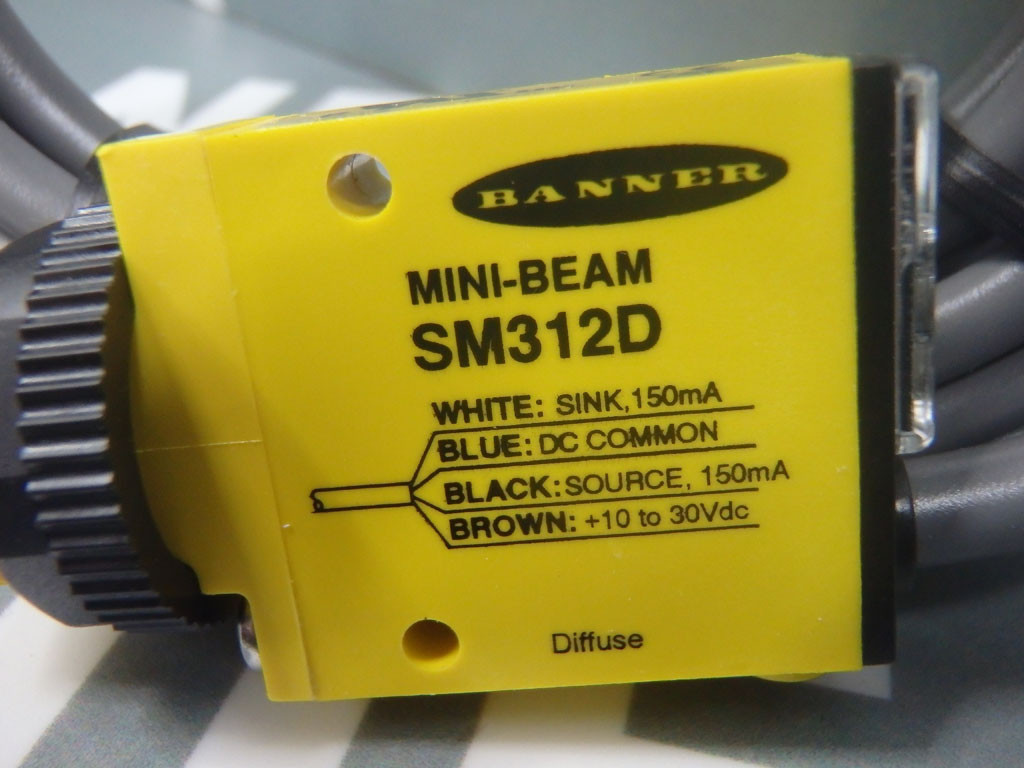 BANNER
MINI-BEAM
SM312D
WHITE: SINK, 150mA
BLUE: DC COMMON
BLACK: SOURCE, 150mA
BROWN: +10 to 30Vdc
Diffuse